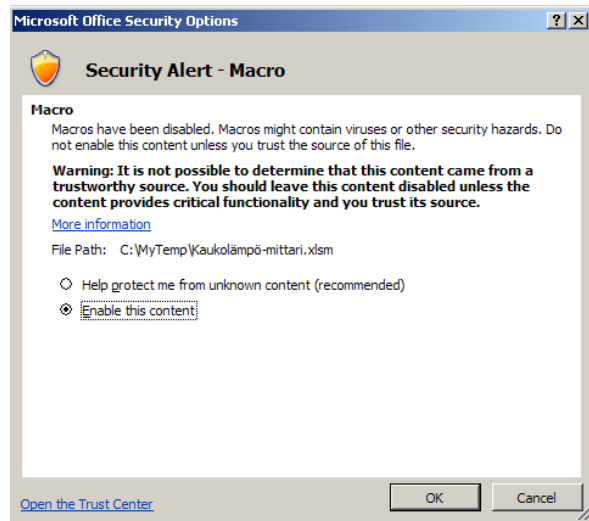 Microsoft Office Security Options
Security Alert - Macro
Macro
Macros have been disabled. Macros might contain viruses or other security hazards. Do
not enable this content unless you trust the source of this file.
Warning: It is not possible to determine that this content came from a
trustworthy source. You should leave this content disabled unless the
content provides critical functionality and you trust its source.
More information
File Path: C:\MyTemp\Kaukolämpö-mittari.xlsm
Help protect me from unknown content (recommended)
Enable this content
Open the Trust Center
OK
Cancel